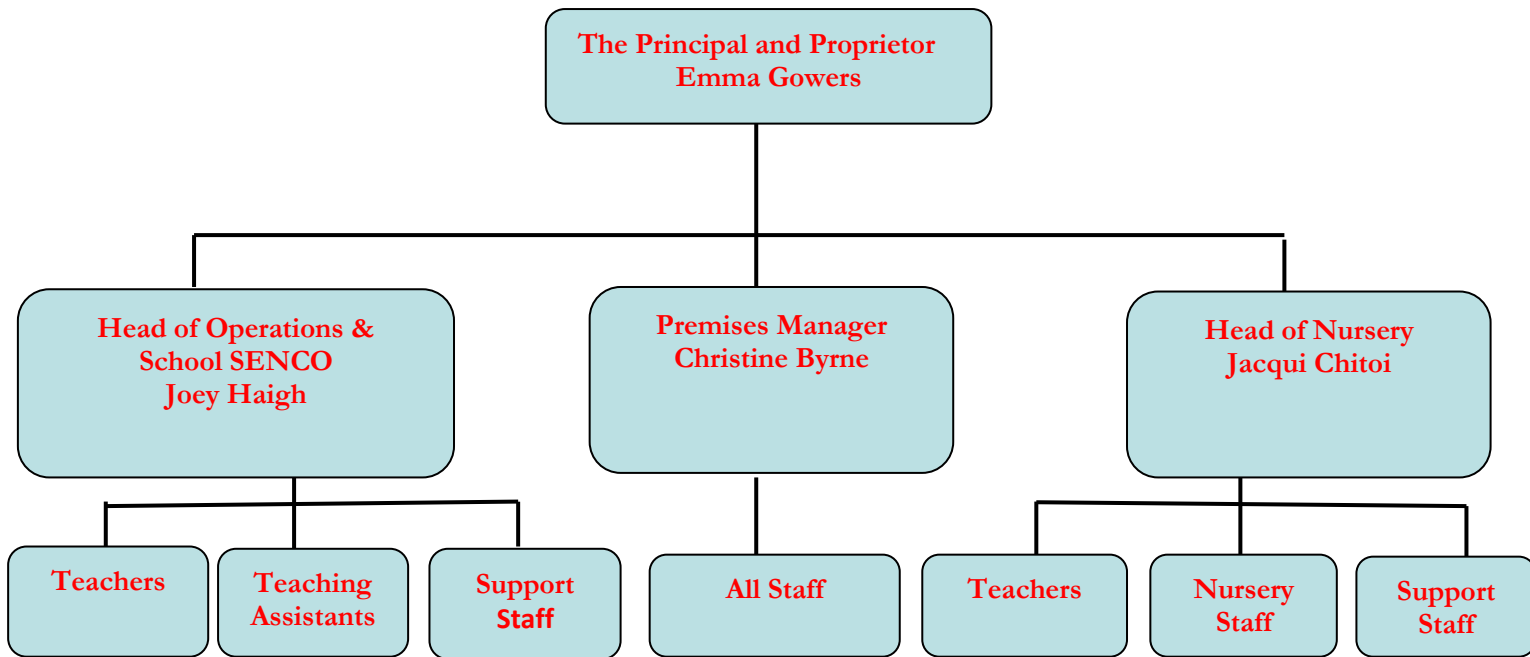 The Principal and Proprietor
Emma Gowers
Head of Operations &
School SENCO
Joey Haigh
Premises Manager
Christine Byrne
Head of Nursery
Jacqui Chitoi
Teachers
Teaching
Assistants
Support
Staff
All Staff
Teachers
Nursery
Staff
Support
Staff